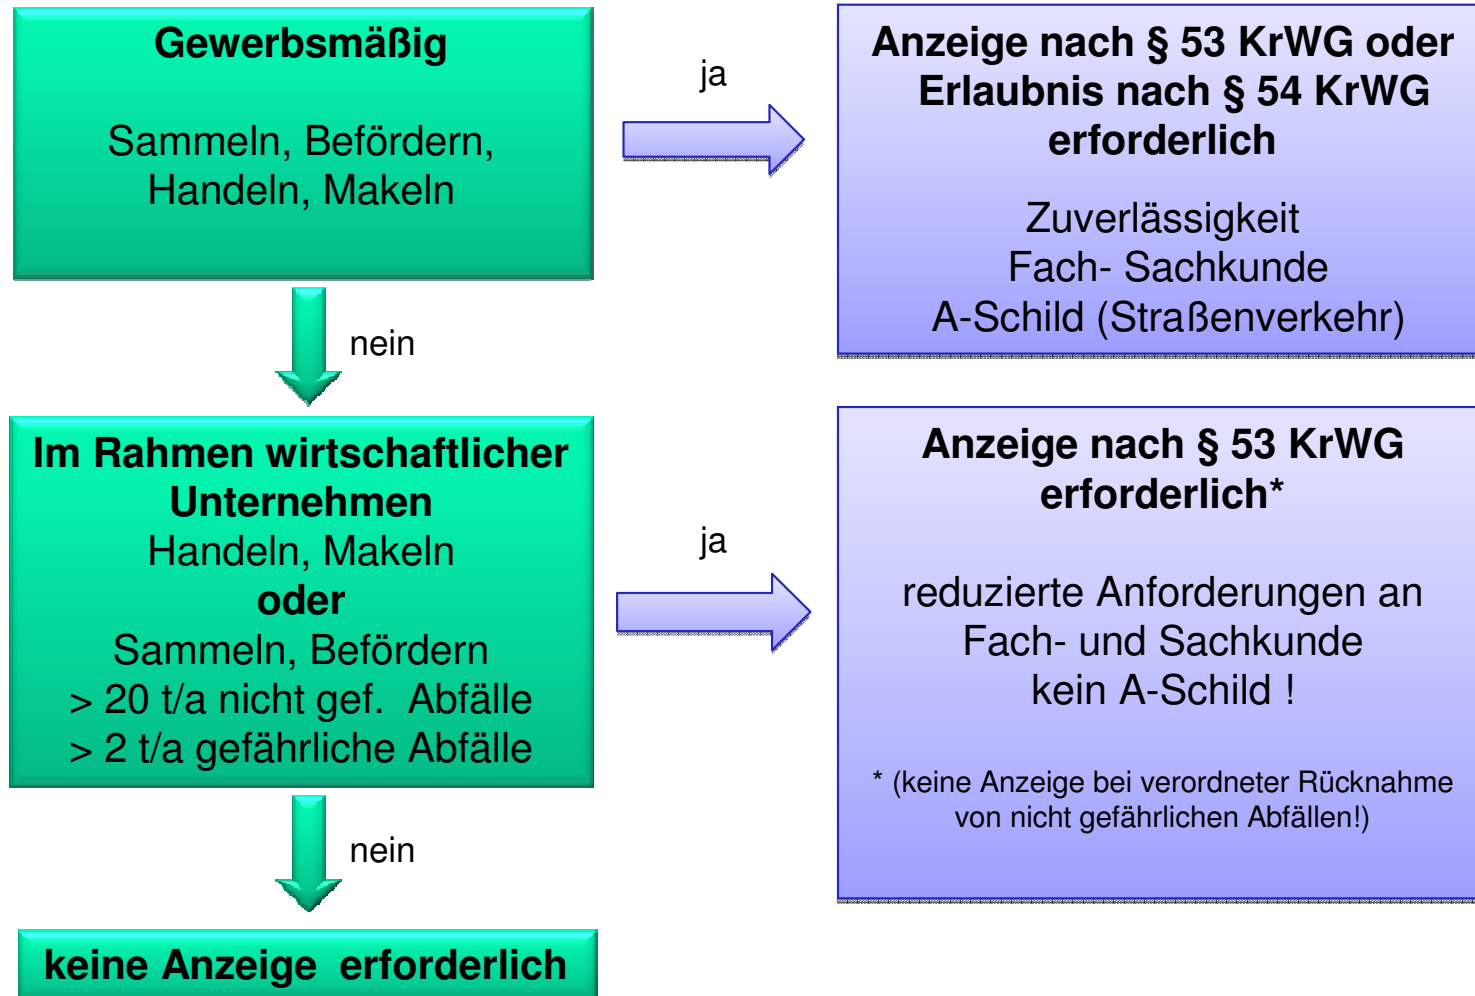 Gewerbsmäßig
Sammeln, Befördern,
Handeln, Makeln
ja
Anzeige nach § 53 KrWG oder
Erlaubnis nach § 54 KrWG
erforderlich
Zuverlässigkeit
Fach- Sachkunde
A-Schild (Straßenverkehr)
nein
Im Rahmen wirtschaftlicher
Unternehmen
Handeln, Makeln
oder
Sammeln, Befördern
> 20 t/a nicht gef. Abfälle
> 2 t/a gefährliche Abfälle
ja
Anzeige nach § 53 KrWG
erforderlich*
reduzierte Anforderungen an
Fach- und Sachkunde
kein A-Schild !
* (keine Anzeige bei verordneter Rücknahme
von nicht gefährlichen Abfällen!)
nein
keine Anzeige erforderlich